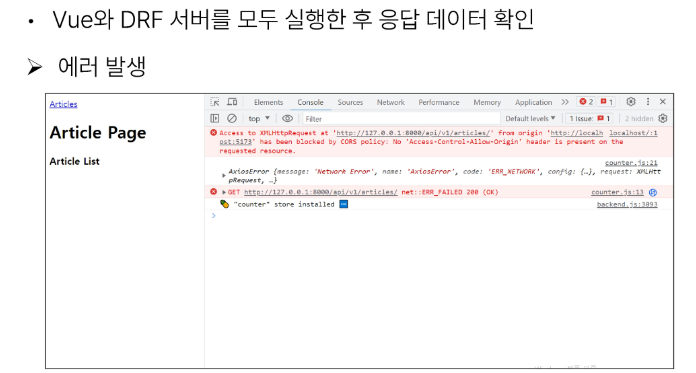 • Vue와 DRF 서버를 모두 실행한 후 응답 데이터 확인
➢ 에러 발생
Articles
Article Page
Article List
Elements Console Sources Network Performance Memory Application » 2 1
top ▼ Filter Default levels ▼ 1 Issue: 1 2 hidden
Access to XMLHttpRequest at 'http://127.0.0.1:8000/api/v1/articles/' from origin 'http://localh localhost/:1
ost:5173' has been blocked by CORS policy: No 'Access-Control-Allow-Origin' header is present on the
requested resource.
counter.js:21
AxiosError {message: 'Network Error', name: 'AxiosError', code: 'ERR_NETWORK', config: {…}, request: XMLHtt
pRequest, …}
GET http://127.0.0.1:8000/api/v1/articles/ net::ERR_FAILED 200 (OK) counter.js:13
"counter" store installed backend.js:3093